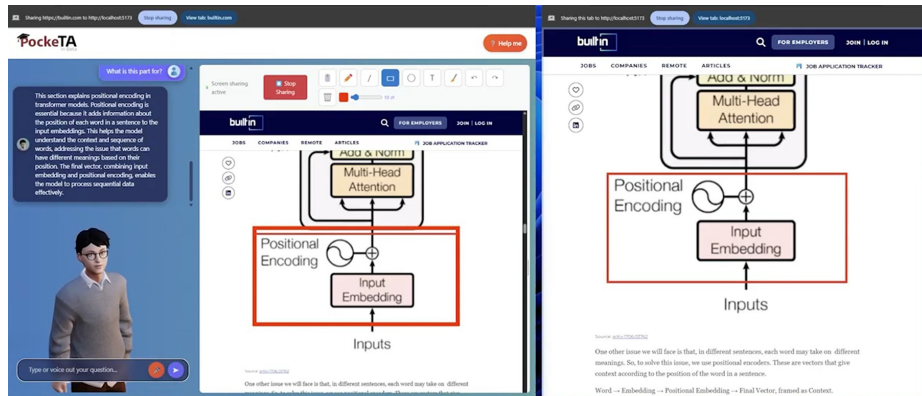 Sharing https://builtin.com to http://localhost:5173
Stop sharing
View tab: builtin.com
PockeTA
Help me
What is this part for?
This section explains positional encoding in
transformer models. Positional encoding is
essential because it adds information about
the position of each word in a sentence to the
input embeddings. This helps the model
understand the context and sequence of
words, addressing the issue that words can
have different meanings based on their
position. The final vector, combining input
embedding and positional encoding, enables
the model to process sequential data
effectively.
Type or voice out your question...
Screen sharing
active
Stop
Sharing
T
builtin
FOR EMPLOYERS
JOIN | LOG IN
JOBS
COMPANIES
REMOTE
ARTICLES
JOB APPLICATION TRACKER
Add & Norm
Multi-Head
Attention
Positional
Encoding
Input
Embedding
Inputs
One other issue we will face is that, in different sentences, each word may take on different
Sharing this tab to http://localhost:5173
Stop sharing
View tab: localhost:5173
builtin
FOR EMPLOYERS
JOIN | LOG IN
JOBS
COMPANIES
REMOTE
ARTICLES
JOB APPLICATION TRACKER
Add & Norm
Multi-Head
Attention
Positional
Encoding
Input
Embedding
Inputs
Source: arxiv:1706.03762
One other issue we will face is that, in different sentences, each word may take on different
meanings. So, to solve this issue, we use positional encoders. These are vectors that give
context according to the position of the word in a sentence.
Word → Embedding → Positional Embedding → Final Vector, framed as Context.